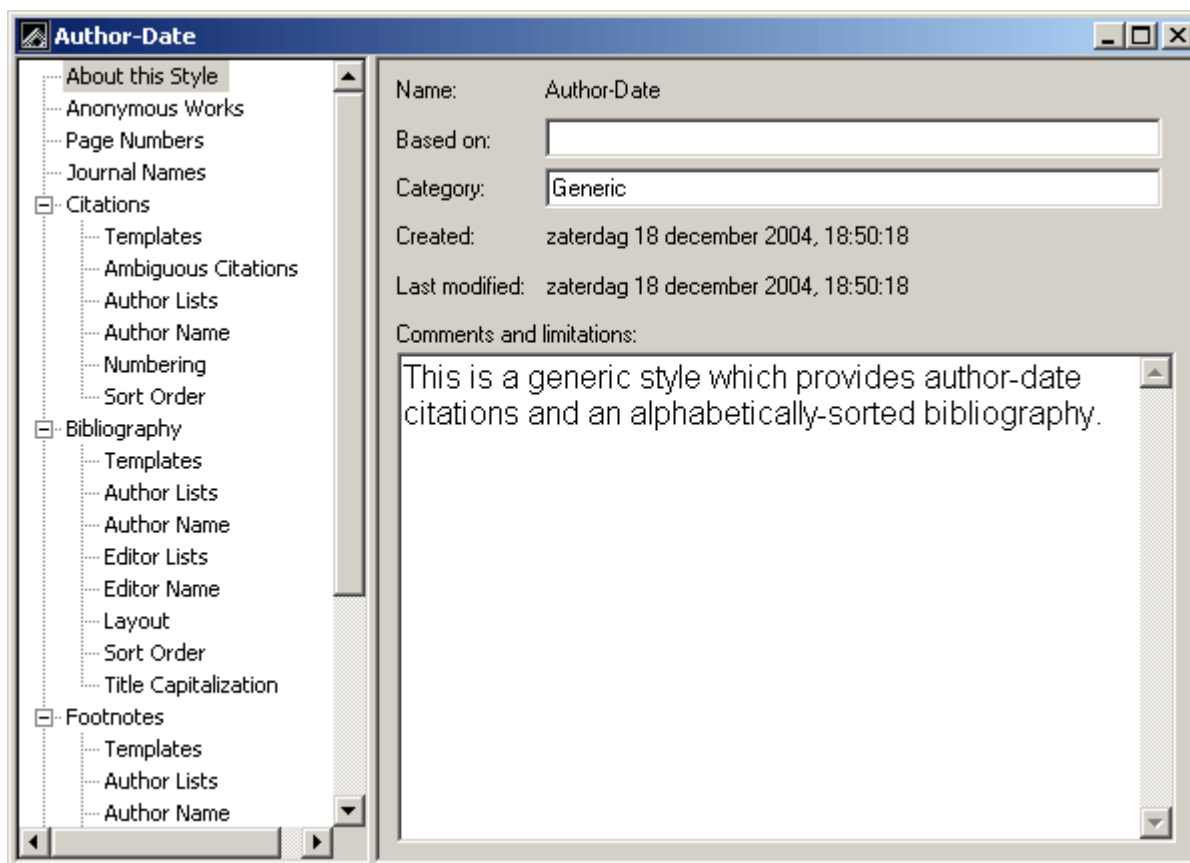 Author-Date
About this Style
Anonymous Works
Page Numbers
Journal Names
Citations
Templates
Ambiguous Citations
Author Lists
Author Name
Numbering
Sort Order
Bibliography
Templates
Author Lists
Author Name
Editor Lists
Editor Name
Layout
Sort Order
Title Capitalization
Footnotes
Templates
Author Lists
Author Name
Name: Author-Date
Based on:
Category: Generic
Created: zaterdag 18 december 2004, 18:50:18
Last modified: zaterdag 18 december 2004, 18:50:18
Comments and limitations:
This is a generic style which provides author-date
citations and an alphabetically-sorted bibliography.